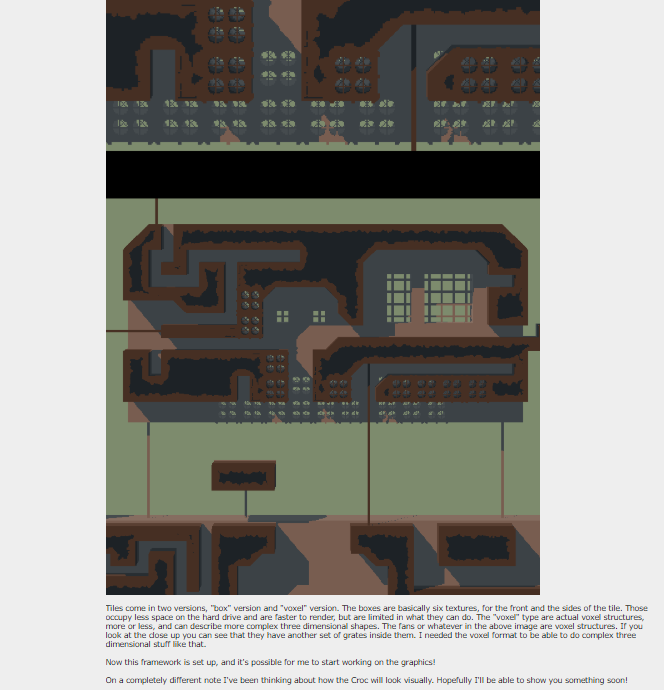 Tiles come in two versions, "box" version and "voxel" version. The boxes are basically six textures, for the front and the sides of the tile. Those
occupy less space on the hard drive and are faster to render, but are limited in what they can do. The "voxel" type are actual voxel structures,
more or less, and can describe more complex three dimensional shapes. The fans or whatever in the above image are voxel structures. If you
look at the close up you can see that they have another set of grates inside them. I needed the voxel format to be able to do complex three
dimensional stuff like that.
Now this framework is set up, and it's possible for me to start working on the graphics!
On a completely different note I've been thinking about how the Croc will look visually. Hopefully I'll be able to show you something soon!